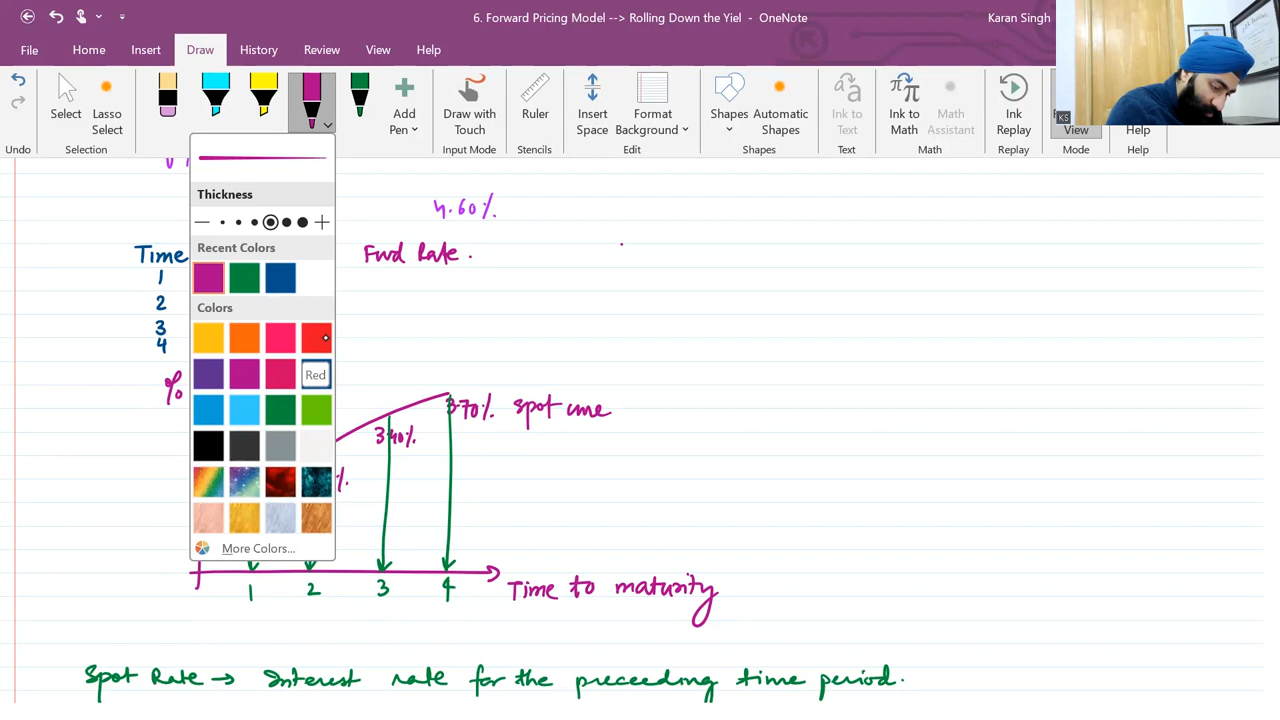 6. Forward Pricing Model --> Rolling Down the Yiel - OneNote
Karan Singh
File Home Insert Draw History Review View Help
Undo
Select
Lasso Select
Selection
Add Pen
Draw with Touch
Input Mode
Ruler
Stencils
Insert Space
Format Background
Edit
Shapes
Automatic Shapes
Shapes
Ink to Text
Text
Ink to Math
Math Assistant
Math
Ink Replay
Replay
View
Mode
Help
Help
KS
Thickness
Recent Colors
Colors
Red
More Colors...
4.60%
Time
Fwd Rate.
1
2
3
4
%
3.70% Spot
3.40%
%
1 2 3 4
Time to maturity
Spot Rate → Interest rate for the preceeding time period.